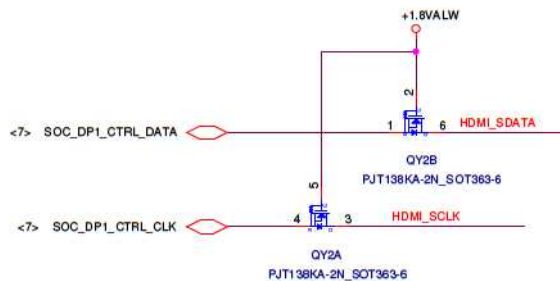 +1.8VALW
2
<7> SOC_DP1_CTRL_DATA 1 6 HDMI_SDATA
QY2B
PJT138KA-2N_SOT363-6
5
<7> SOC_DP1_CTRL_CLK 4 3 HDMI_SCLK
QY2A
PJT138KA-2N_SOT363-6